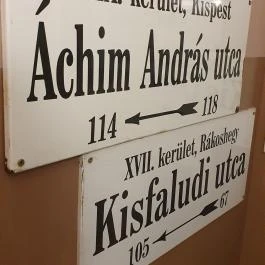 kerület, Kispest
Áchim András utca
114 118
XVII. kerület, Rákoshegy
Kisfaludi utca
105 67